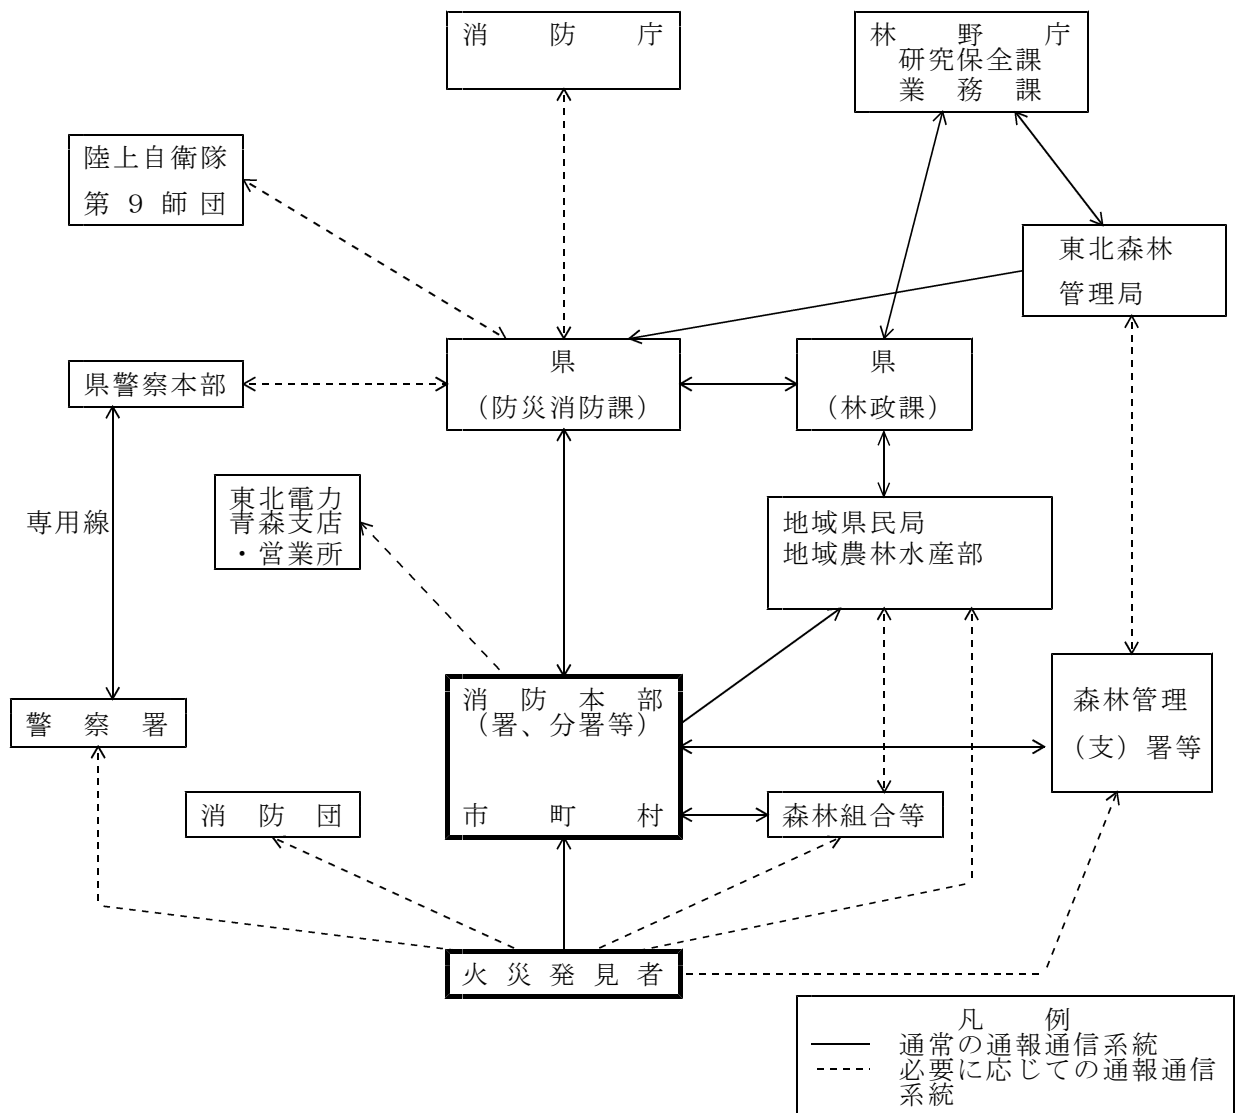 消防庁
林野庁
研究保全課
業務課
陸上自衛隊
第9師団
東北森林
管理局
県
（防災消防課）
県
（林政課）
県警察本部
東北電力
青森支店
・営業所
専用線
地域県民局
地域農林水産部
消防本部
（署、分署等）
市町村
森林管理
（支）署等
警察署
消防団
森林組合等
火災発見者
凡例
通常の通報通信系統
必要に応じての通報通信
系統